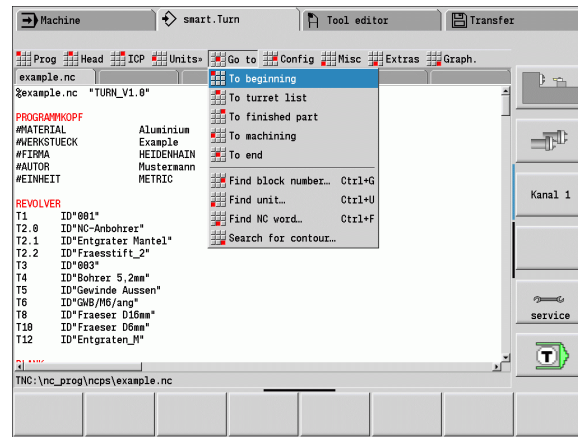 Machine smart.Turn Tool editor Transfer
Prog Head ICP Units» Go to Config Misc Extras Graph.
example.nc
%example.nc "TURN_V1.0"
PROGRAMMKOPF
#MATERIAL Aluminium
#WERKSTUECK Example
#FIRMA HEIDENHAIN
#AUTOR Mustermann
#EINHEIT METRIC
REVOLVER
T1 ID"001"
T2.0 ID"NC-Anbohrer"
T2.1 ID"Entgrater Mantel"
T2.2 ID"Fraesstift_2"
T3 ID"003"
T4 ID"Bohrer 5,2mm"
T5 ID"Gewinde Aussen"
T6 ID"GWB/M6/ang"
T8 ID"Fraeser D16mm"
T10 ID"Fraeser D6mm"
T12 ID"Entgraten_M"
To beginning
To turret list
To finished part
To machining
To end
Find block number… Ctrl+G
Find unit… Ctrl+U
Find NC word… Ctrl+F
Search for contour…
TNC:\nc_prog\ncps\example.nc
Kanal 1
service
T